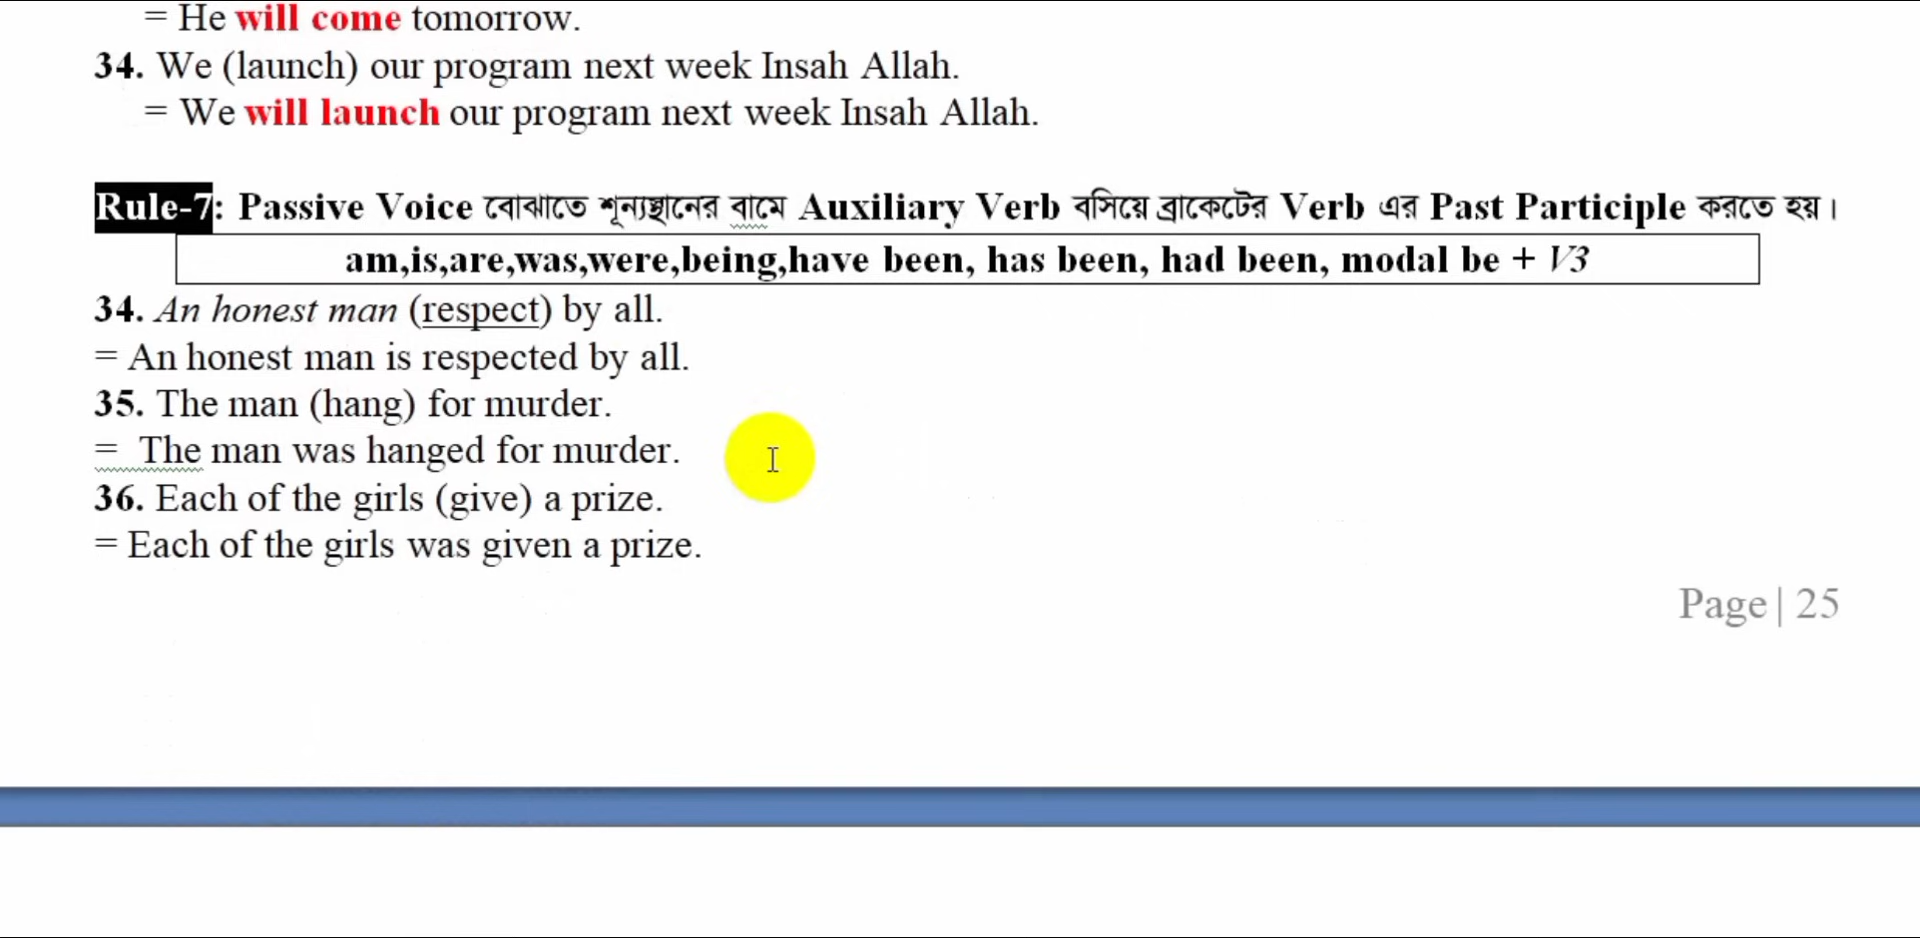 = He will come tomorrow.
34. We (launch) our program next week Insah Allah.
= We will launch our program next week Insah Allah.
Rule-7: Passive Voice বোঝাতে শূন্যস্থানের বামে Auxiliary Verb বসিয়ে ব্রাকেটের Verb এর Past Participle করতে হয়।
am,is,are,was,were,being,have been, has been, had been, modal be + V3
34. An honest man (respect) by all.
= An honest man is respected by all.
35. The man (hang) for murder.
= The man was hanged for murder.
36. Each of the girls (give) a prize.
= Each of the girls was given a prize.
Page | 25